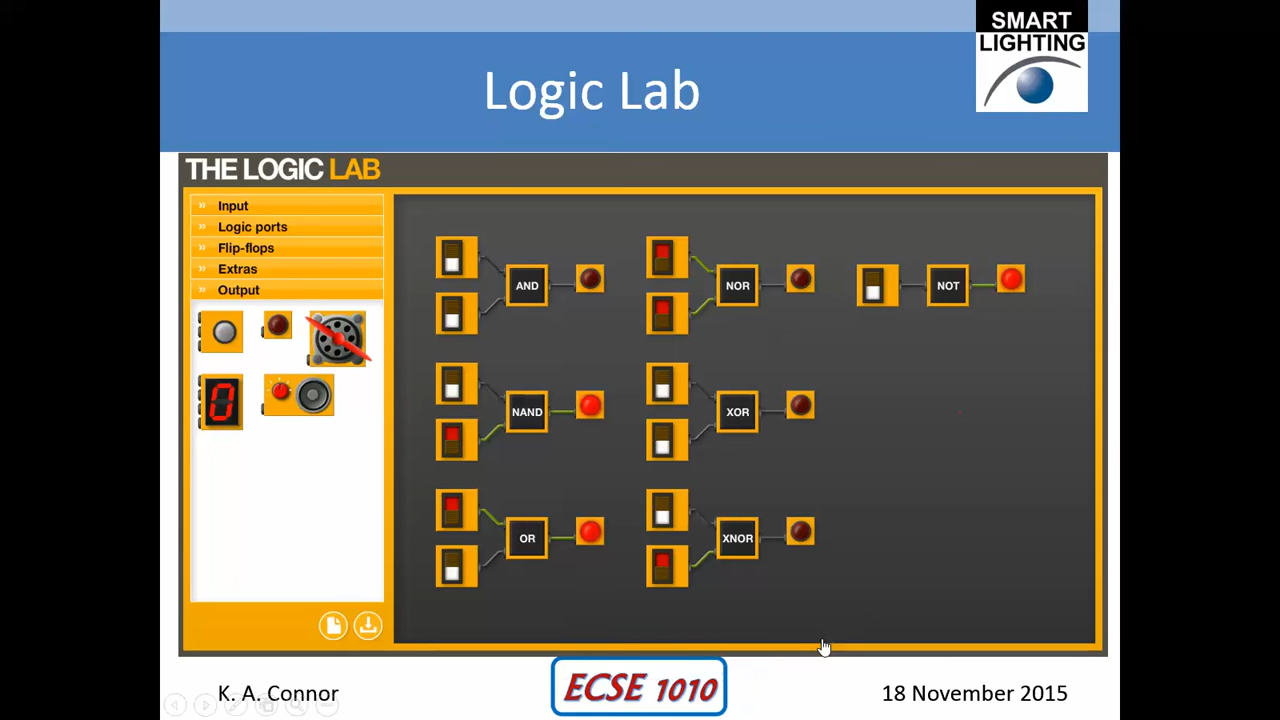 SMART
LIGHTING
Logic Lab
THE LOGIC LAB
» Input
» Logic ports
» Flip-flops
» Extras
» Output
0
AND
NOR
NOT
NAND
XOR
OR
XNOR
K. A. Connor
ECSE 1010
18 November 2015